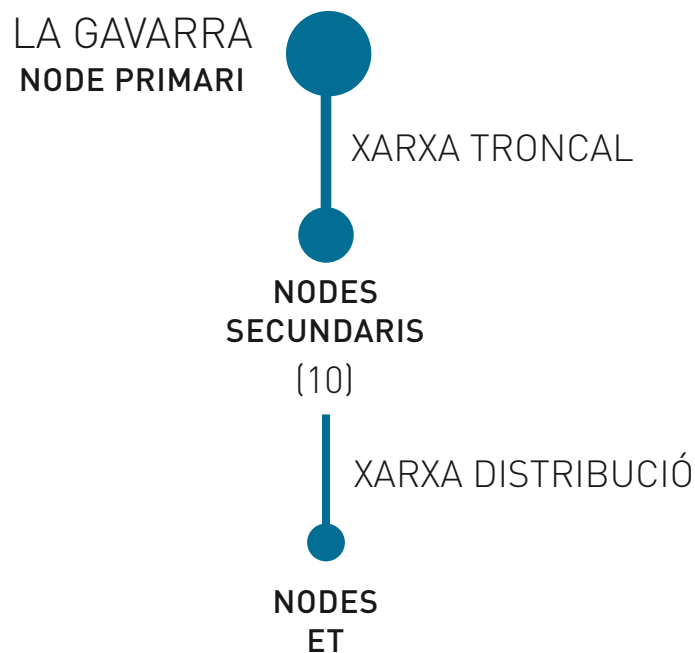 LA GAVARRA
NODE PRIMARI
XARXA TRONCAL
NODES
SECUNDARIS
(10)
XARXA DISTRIBUCIÓ
NODES
ET